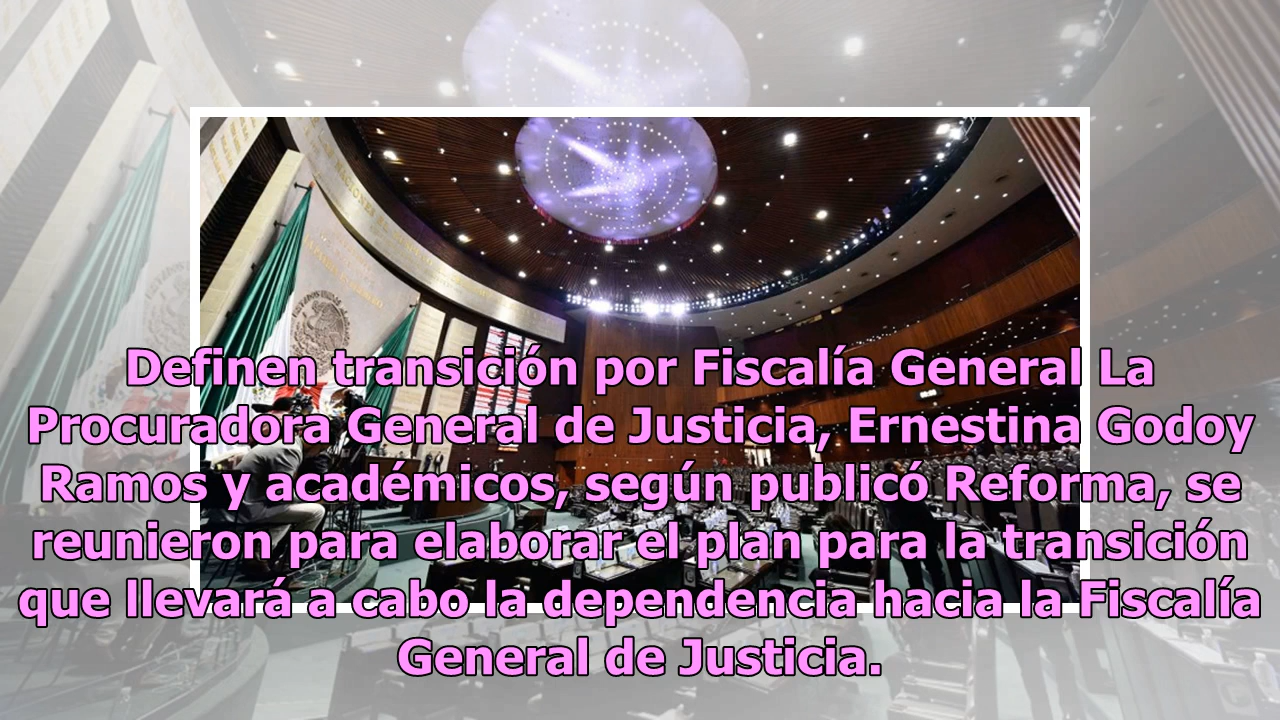 Definen transición por Fiscalía General La
Procuradora General de Justicia, Ernestina Godoy
Ramos y académicos, según publicó Reforma, se
reunieron para elaborar el plan para la transición
que llevará a cabo la dependencia hacia la Fiscalía
General de Justicia.